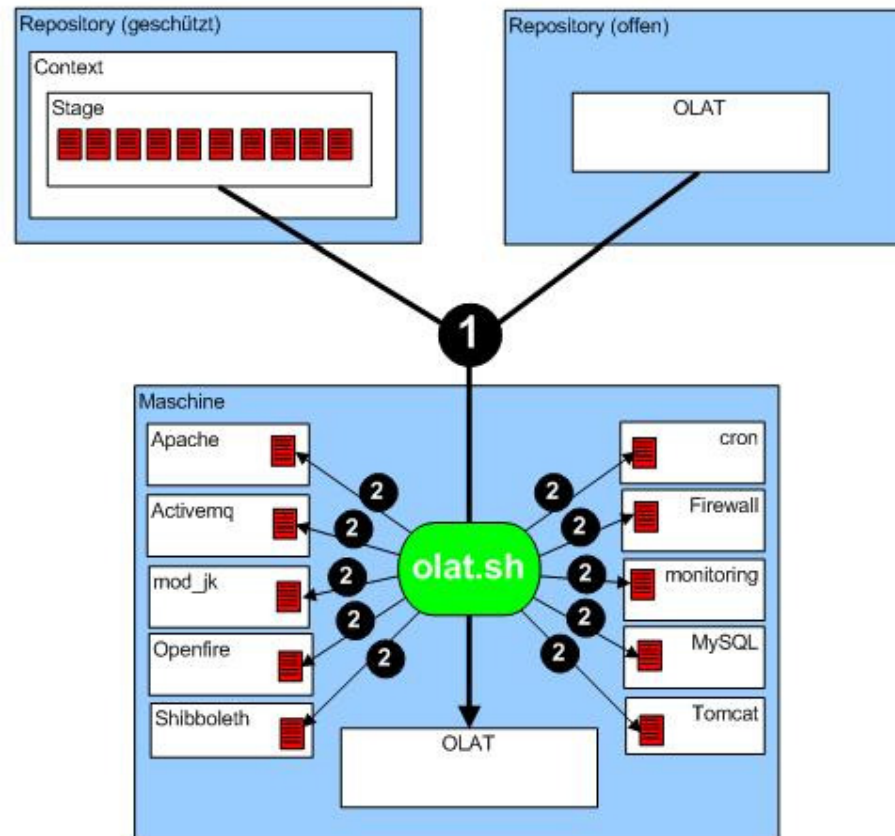 Repository (geschützt)
Context
Stage
Repository (offen)
OLAT
1
Maschine
Apache
Activemq
mod_jk
Openfire
Shibboleth
2
2
2
2
2
olat.sh
2
2
2
2
2
cron
Firewall
monitoring
MySQL
Tomcat
OLAT